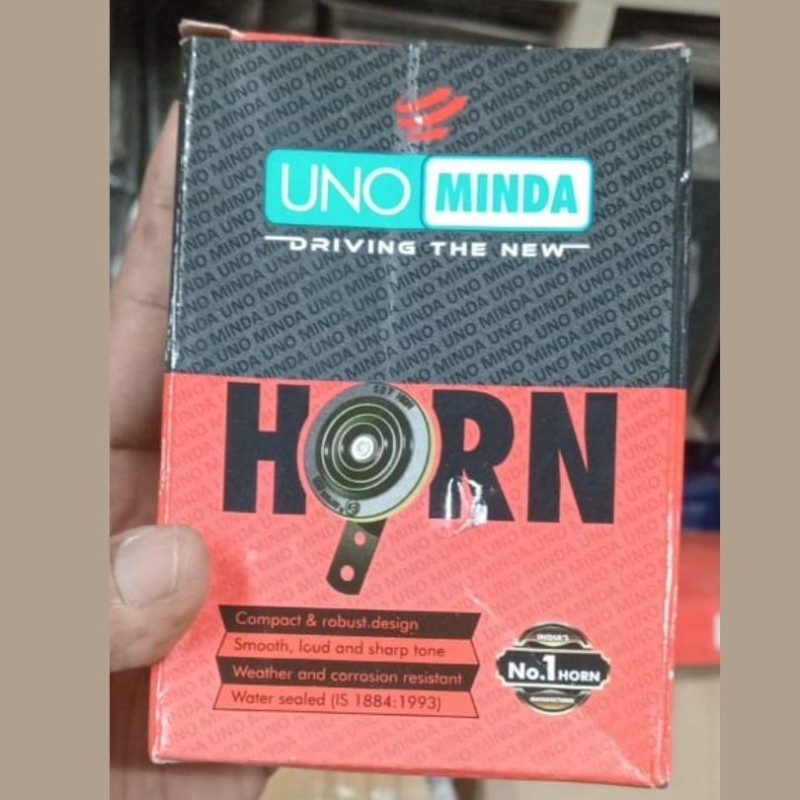 UNO MINDA
DRIVING THE NEW
HORN
Compact & robust design
Smooth, loud and sharp tone
Weather and corrosion resistant
Water sealed (IS 1884:1993)
INDIA'S
No.1 HORN
MANUFACTURER